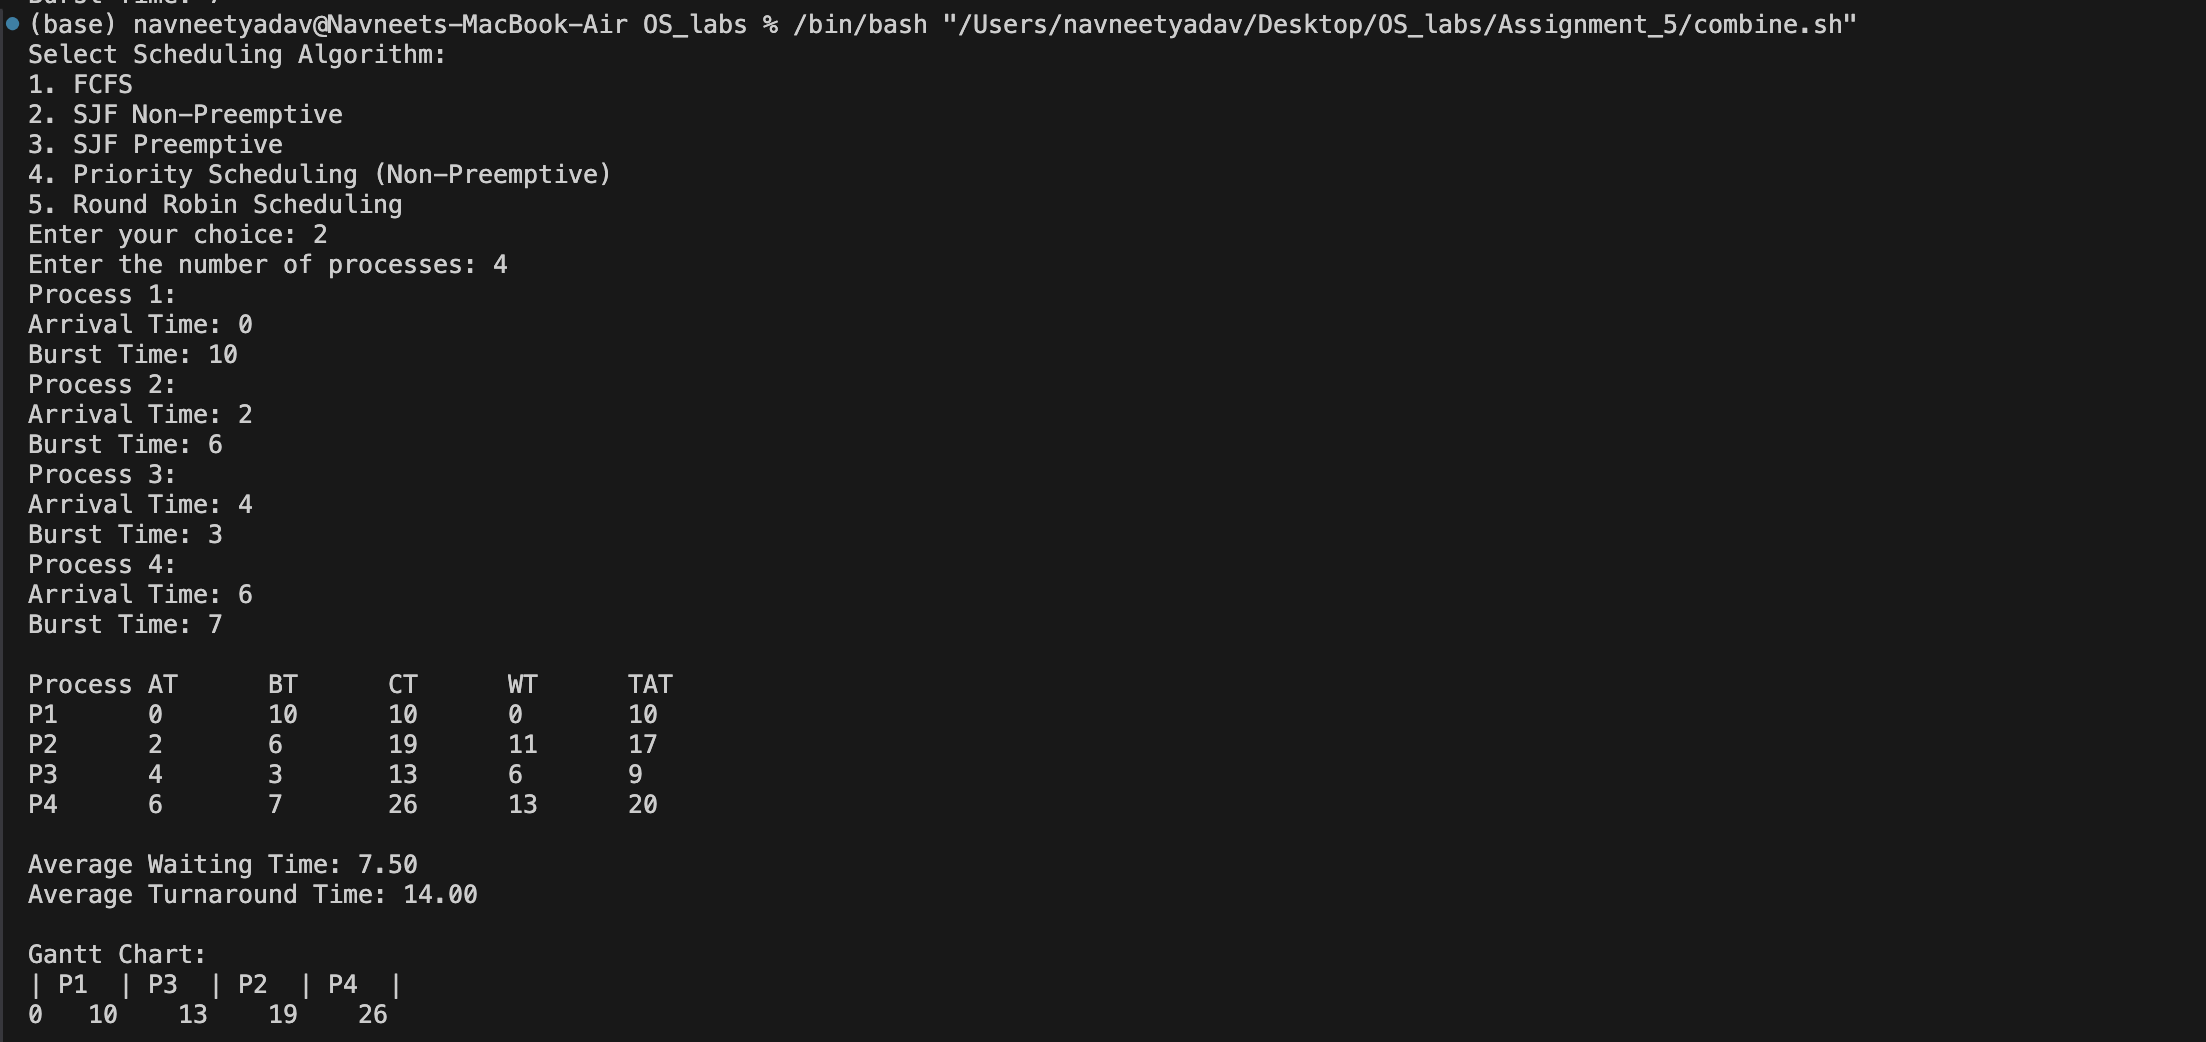 (base) navneetyadav@Navneets-MacBook-Air OS_labs % /bin/bash "/Users/navneetyadav/Desktop/OS_labs/Assignment_5/combine.sh"
Select Scheduling Algorithm:
1. FCFS
2. SJF Non-Preemptive
3. SJF Preemptive
4. Priority Scheduling (Non-Preemptive)
5. Round Robin Scheduling
Enter your choice: 2
Enter the number of processes: 4
Process 1:
Arrival Time: 0
Burst Time: 10
Process 2:
Arrival Time: 2
Burst Time: 6
Process 3:
Arrival Time: 4
Burst Time: 3
Process 4:
Arrival Time: 6
Burst Time: 7
Process AT      BT      CT      WT      TAT
P1      0       10      10      0       10
P2      2       6       19      11      17
P3      4       3       13      6       9
P4      6       7       26      13      20
Average Waiting Time: 7.50
Average Turnaround Time: 14.00
Gantt Chart:
| P1  | P3  | P2  | P4  |
0   10    13    19    26